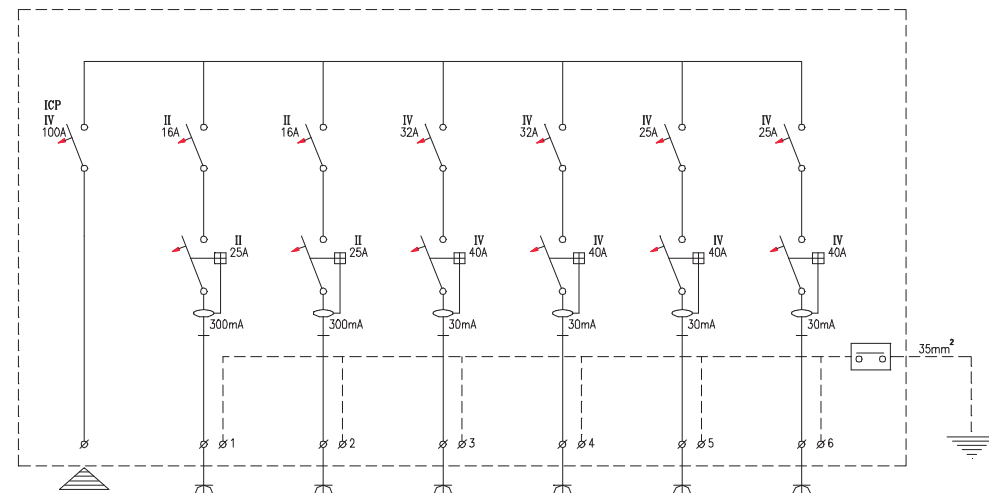 ICP
IV
100A
II
16A
II
16A
IV
32A
IV
32A
IV
25A
IV
25A
II
25A
II
25A
IV
40A
IV
40A
IV
40A
IV
40A
300mA
300mA
30mA
30mA
30mA
30mA
35mm²
1
2
3
4
5
6